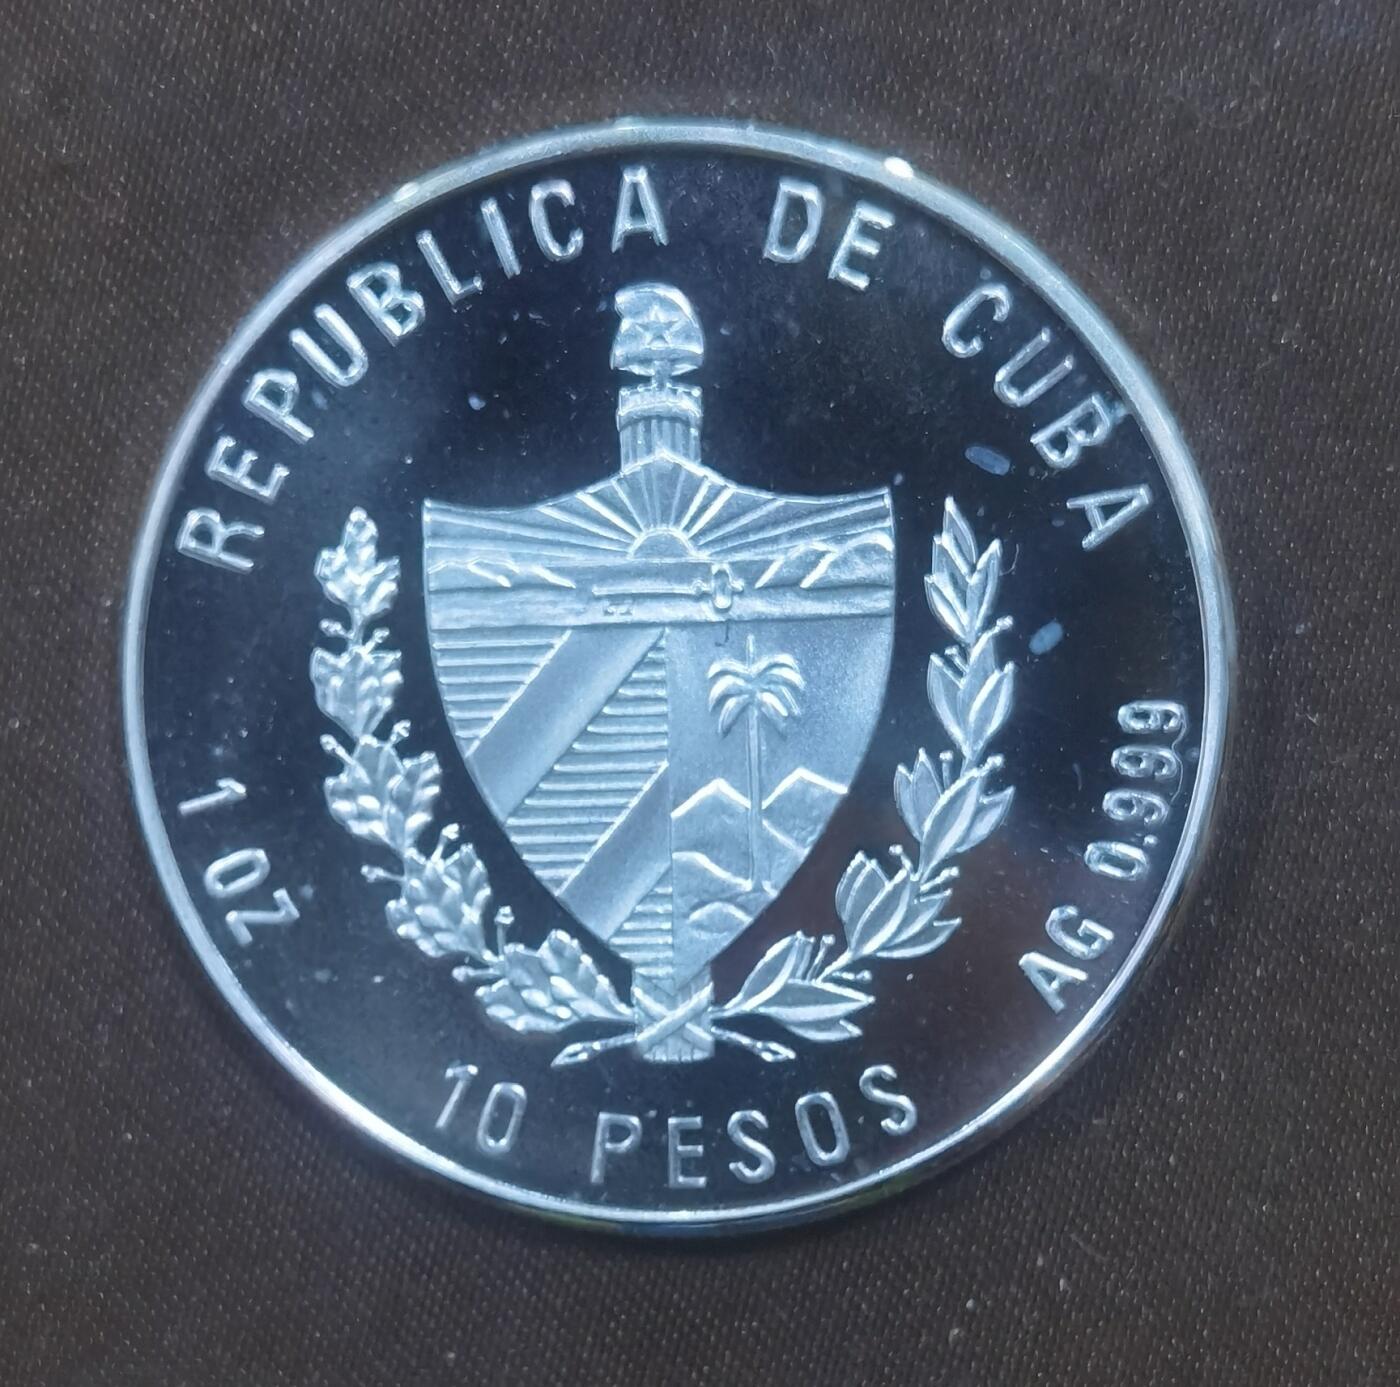 REPUBLICA DE CUBA
1 OZ
AG 0.999
10 PESOS